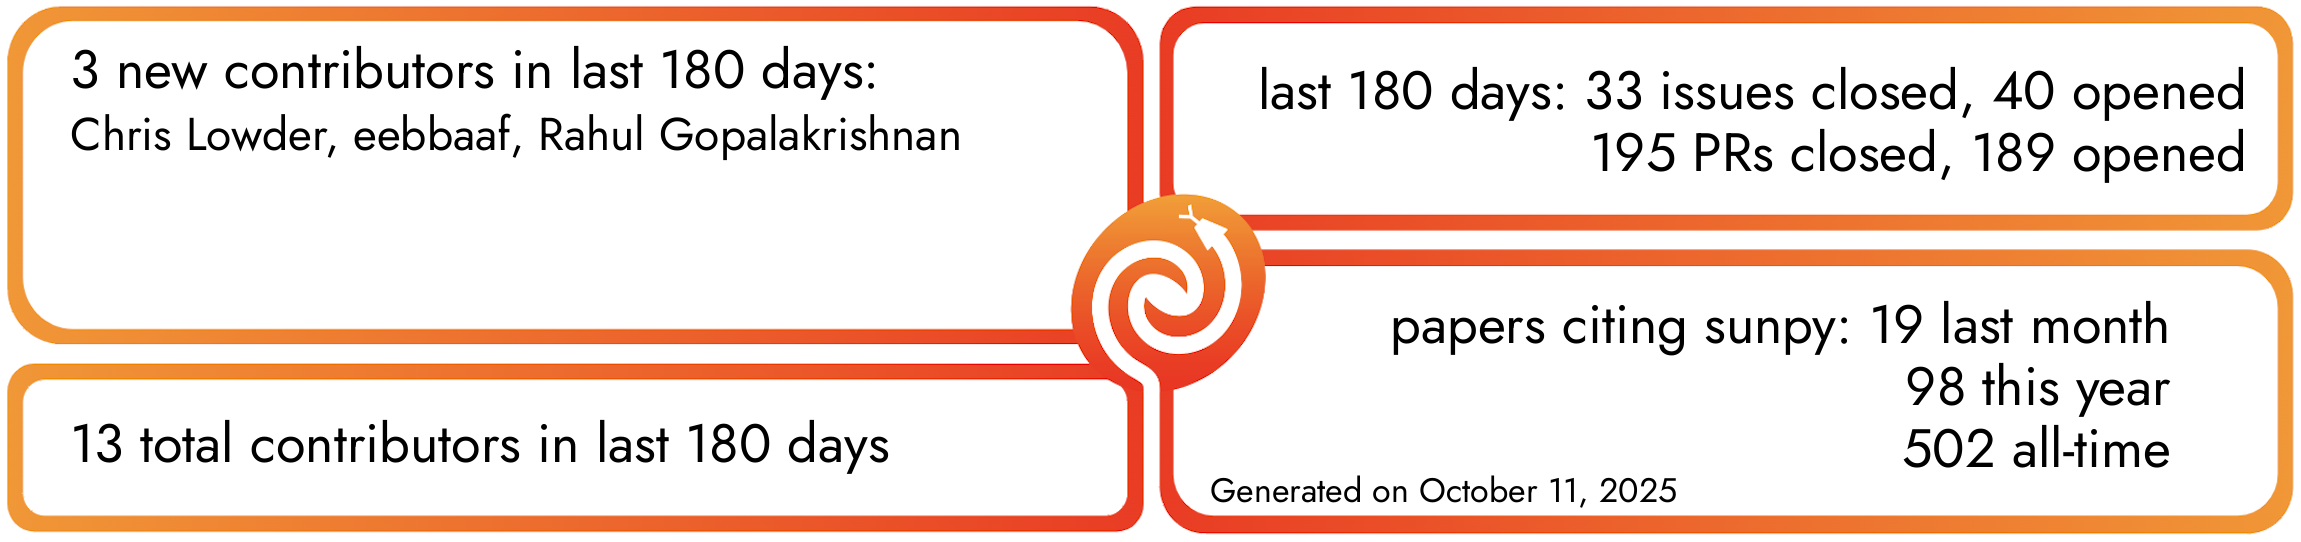 3 new contributors in last 180 days:
Chris Lowder, eebbaaf, Rahul Gopalakrishnan
13 total contributors in last 180 days
last 180 days: 33 issues closed, 40 opened
195 PRs closed, 189 opened
papers citing sunpy: 19 last month
98 this year
502 all-time
Generated on October 11, 2025